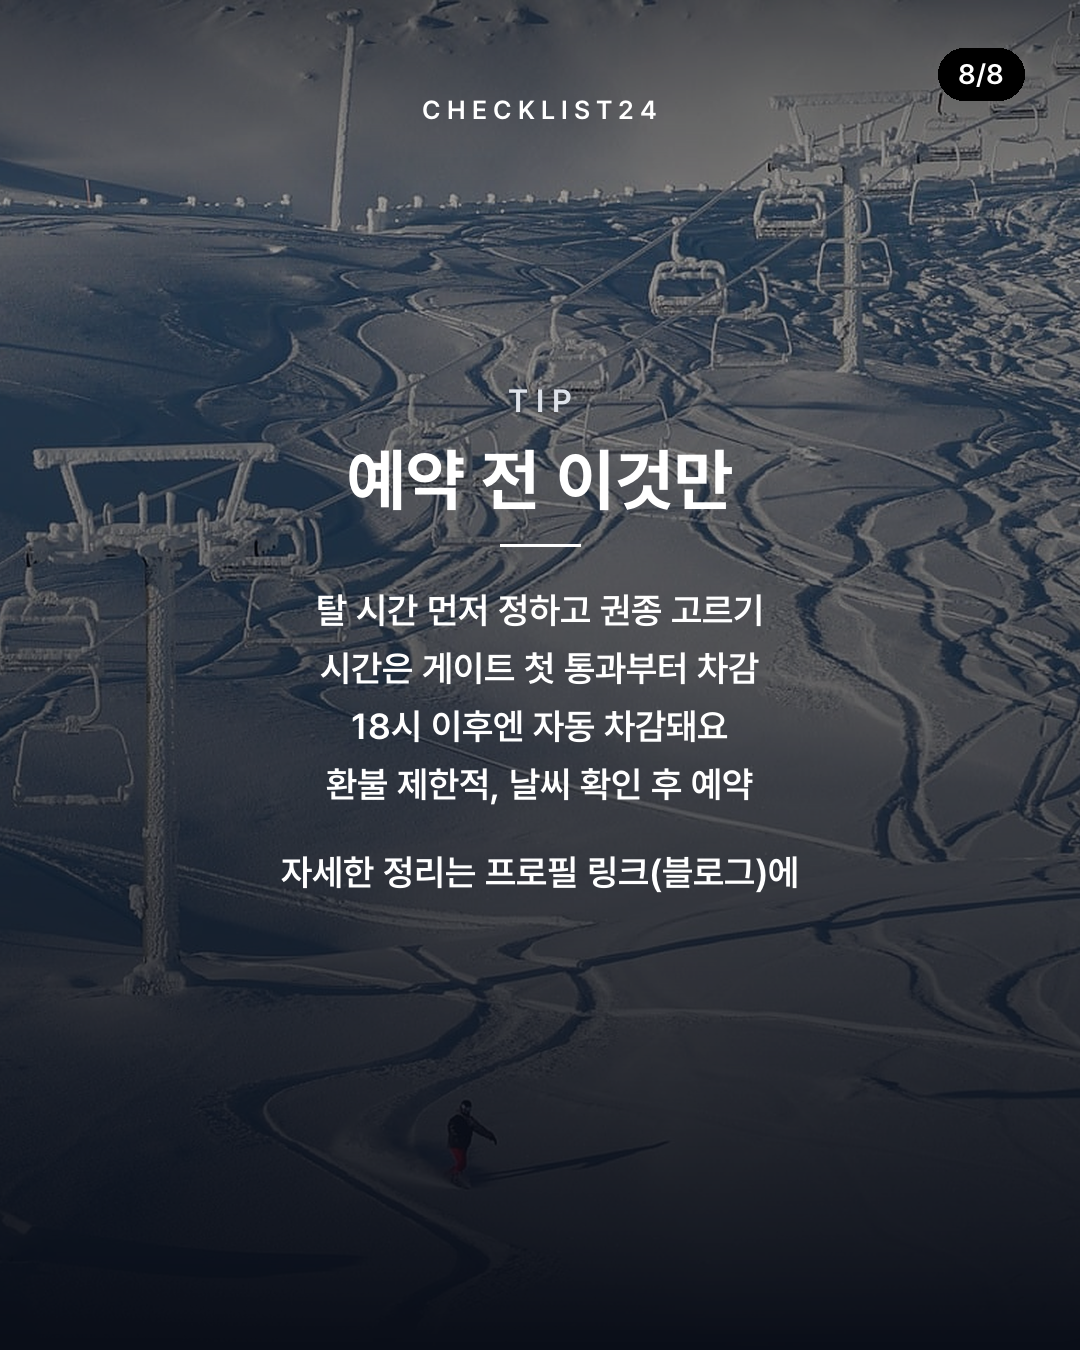 8/8
CHECKLIST24
TIP
예약 전 이것만
탈 시간 먼저 정하고 권종 고르기
시간은 게이트 첫 통과부터 차감
18시 이후엔 자동 차감돼요
환불 제한적, 날씨 확인 후 예약
자세한 정리는 프로필 링크(블로그)에